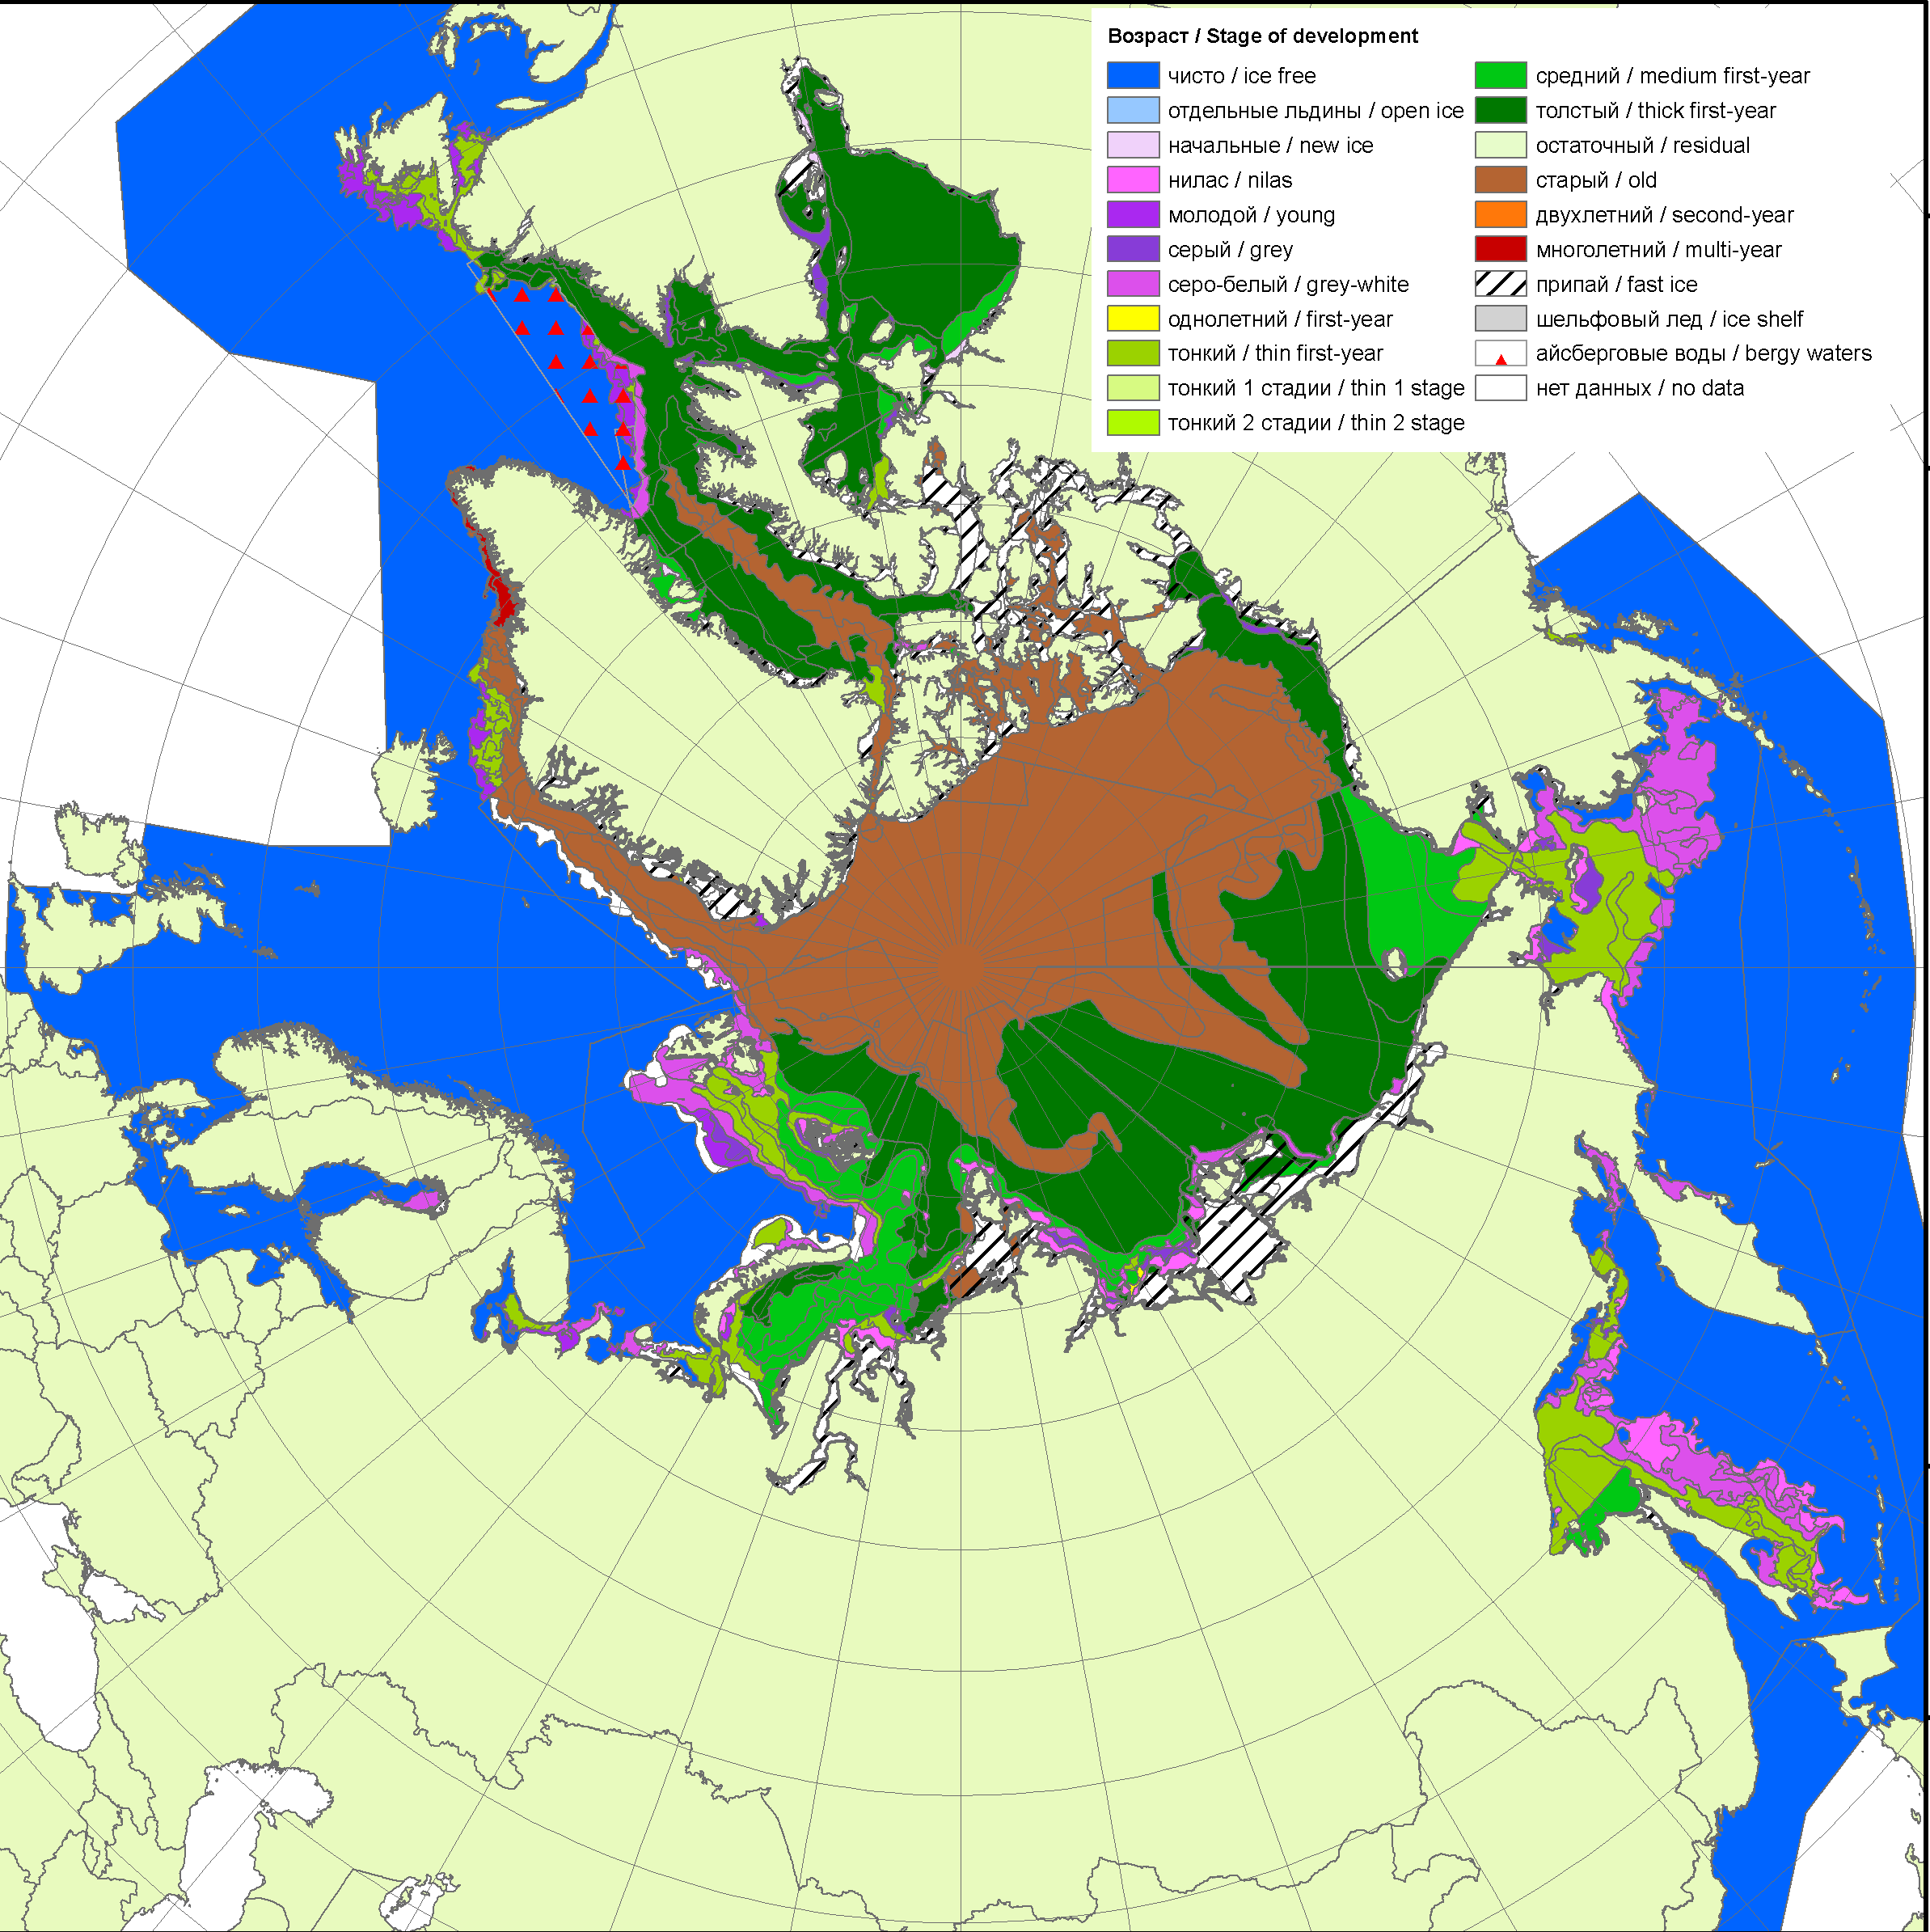 Возраст / Stage of development
чисто / ice free
отдельные льдины / open ice
начальные / new ice
нилас / nilas
молодой / young
серый / grey
серо-белый / grey-white
однолетний / first-year
тонкий / thin first-year
тонкий 1 стадии / thin 1 stage
тонкий 2 стадии / thin 2 stage
средний / medium first-year
толстый / thick first-year
остаточный / residual
старый / old
двухлетний / second-year
многолетний / multi-year
припай / fast ice
шельфовый лед / ice shelf
айсберговые воды / bergy waters
нет данных / no data